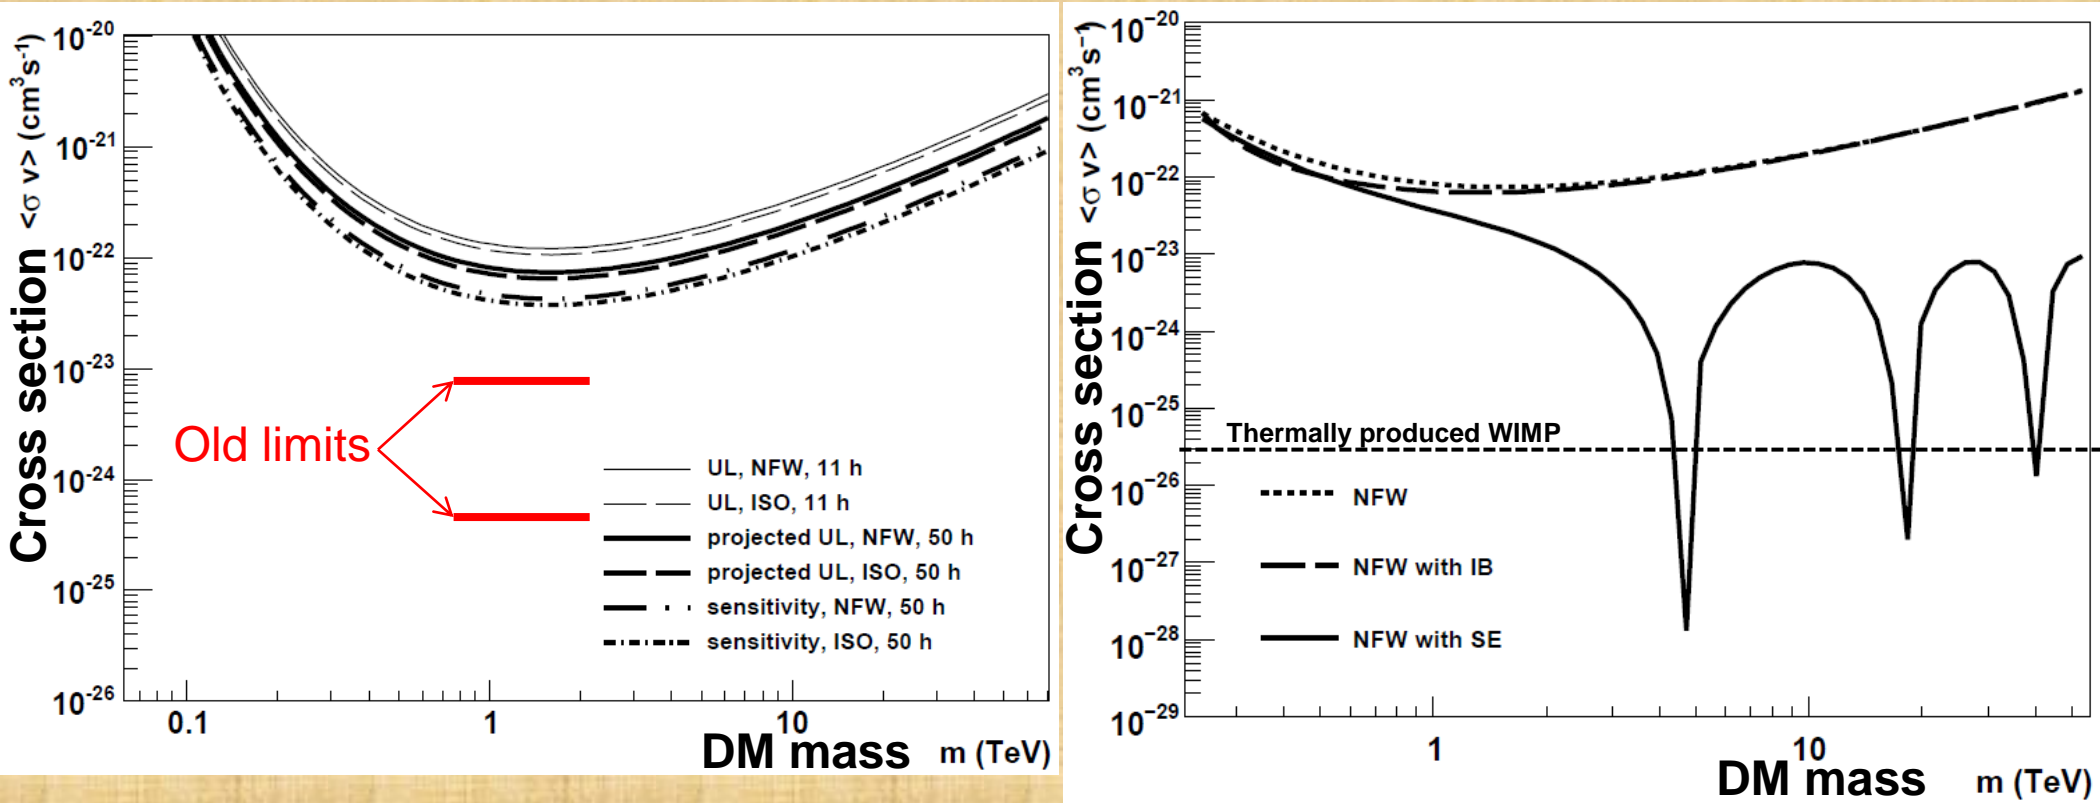 Cross section <σ v> (cm³s⁻¹)
10⁻²⁰
10⁻²¹
10⁻²²
10⁻²³
10⁻²⁴
10⁻²⁵
10⁻²⁶
Old limits
UL, NFW, 11 h
UL, ISO, 11 h
projected UL, NFW, 50 h
projected UL, ISO, 50 h
sensitivity, NFW, 50 h
sensitivity, ISO, 50 h
0.1 1 10
DM mass m (TeV)
Cross section <σ v> (cm³s⁻¹)
10⁻²⁰
10⁻²¹
10⁻²²
10⁻²³
10⁻²⁴
10⁻²⁵
10⁻²⁶
10⁻²⁷
10⁻²⁸
10⁻²⁹
Thermally produced WIMP
NFW
NFW with IB
NFW with SE
1 10
DM mass m (TeV)